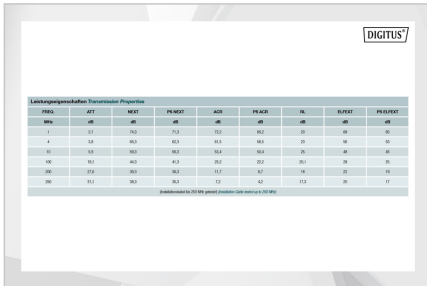 DIGITUS®
Leistungseigenschaften Transmission Properties
FREQ. ATT NEXT PS NEXT ACR PS ACR RL ELFEXT PS ELFEXT
MHz dB dB dB dB dB dB dB dB
1 2,1 74,3 71,3 72,2 69,2 20 68 65
4 3,8 65,3 62,3 61,5 58,5 23 56 53
10 5,9 59,3 56,3 53,4 50,4 25 48 45
100 19,1 44,3 41,3 25,2 22,2 20,1 28 25
200 27,6 39,3 36,3 11,7 8,7 18 22 19
250 31,1 38,3 35,3 7,2 4,2 17,3 20 17
(Installationskabel bis 250 MHz getestet) (Installation Cable tested up to 250 MHz)